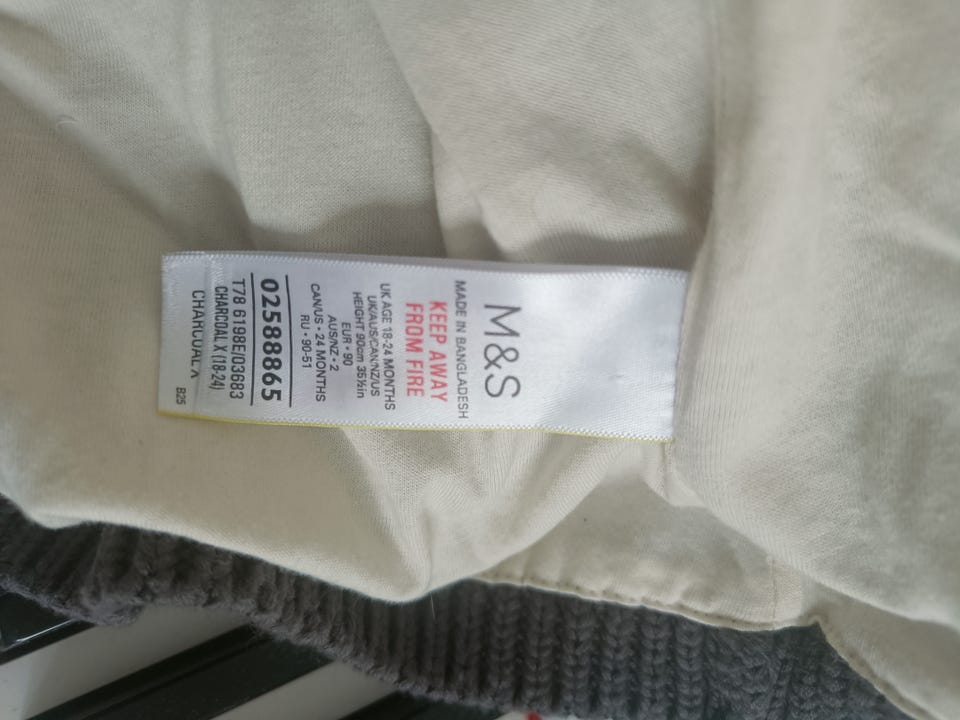 M&S
MADE IN BANGLADESH
KEEP AWAY
FROM FIRE
UK AGE 18-24 MONTHS
UK/AUS/CAN/NZ/US
HEIGHT 90cm 35½in
EUR • 90
AUS/NZ • 2
CAN/US • 24 MONTHS
RU • 90-51
02588865
T78 6198E/03683
CHARCOAL X (18-24)
CHARCOAL X
B25